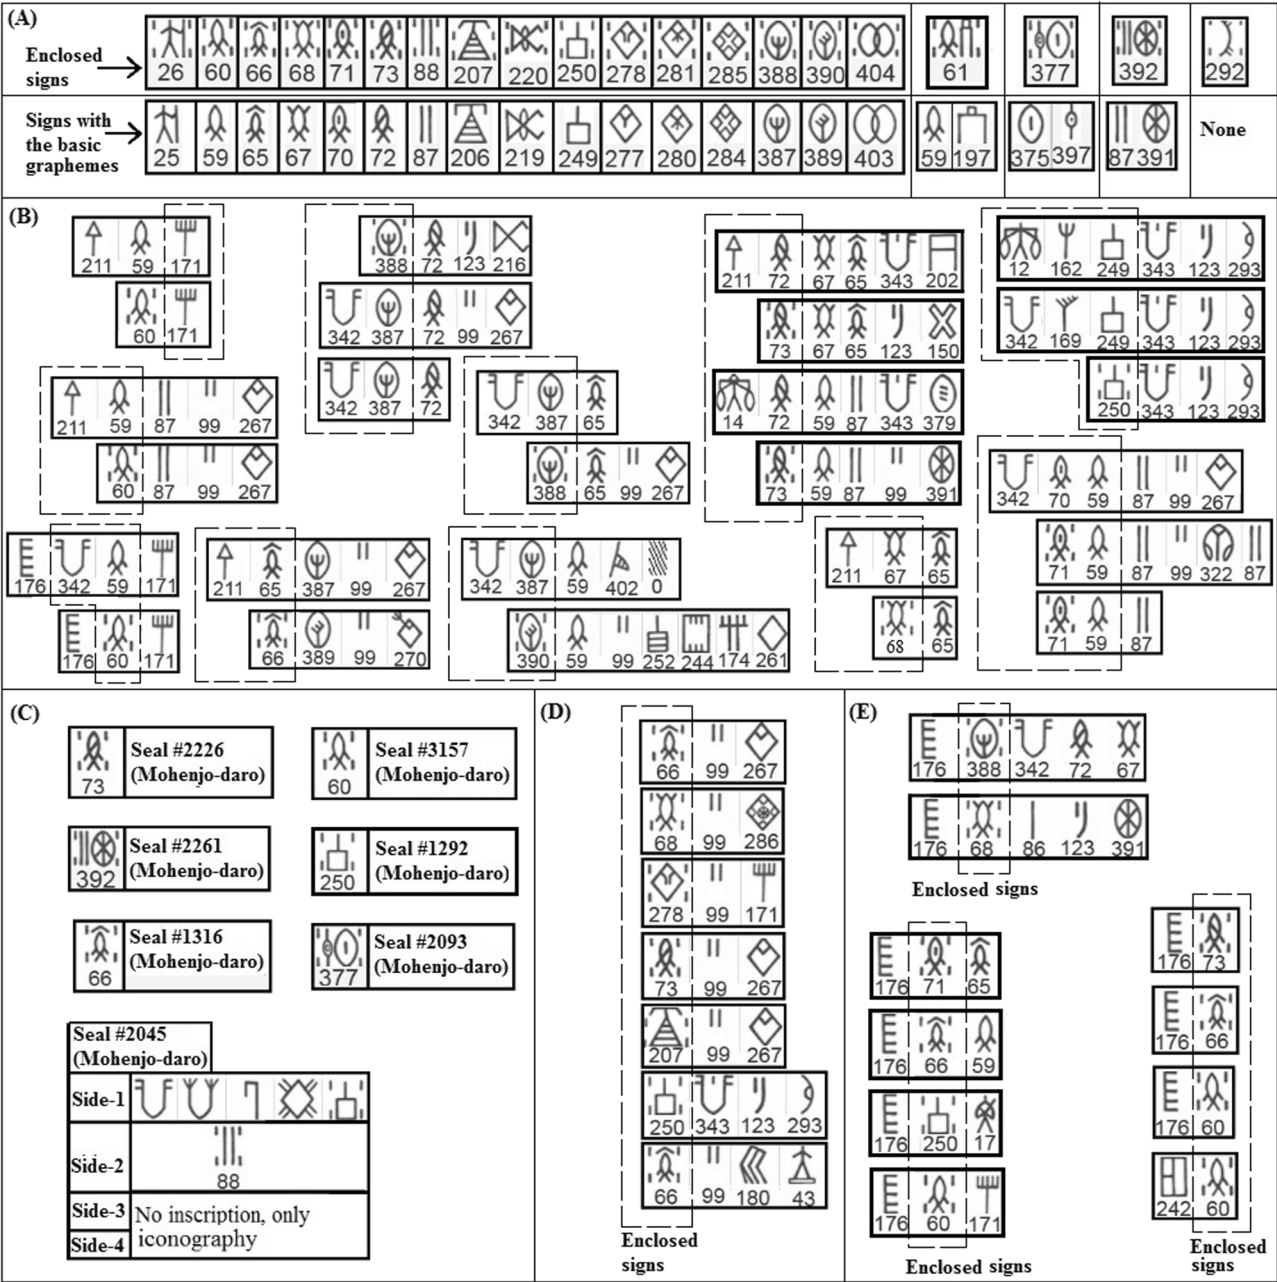 (A)
Enclosed signs
26 60 66 68 71 73 88 207 220 250 278 281 285 388 390 404 61 377 392 292
Signs with the basic graphemes
25 59 65 67 70 72 87 206 219 249 277 280 284 387 389 403 59 197 375 397 87 391 None
(B)
211 59 171
60 171
211 59 87 99 267
60 87 99 267
176 342 59 171
176 60 171
388 72 123 216
342 387 72 99 267
342 387 72
342 387 65
388 65 99 267
211 65 387 99 267
66 389 99 270
342 387 59 402 0
390 59 99 252 244 174 261
211 72 67 65 343 202
73 67 65 123 150
14 72 59 87 343 379
73 59 87 99 391
211 67 65
68 65
12 162 249 343 123 293
342 169 249 343 123 293
250 343 123 293
342 70 59 87 99 267
71 59 87 99 322 87
71 59 87
(C)
73 Seal #2226 (Mohenjo-daro)
60 Seal #3157 (Mohenjo-daro)
392 Seal #2261 (Mohenjo-daro)
250 Seal #1292 (Mohenjo-daro)
66 Seal #1316 (Mohenjo-daro)
377 Seal #2093 (Mohenjo-daro)
Seal #2045
(Mohenjo-daro)
Side-1
Side-2
88
Side-3
Side-4
No inscription, only
iconography
(D)
66 99 267
68 99 286
278 99 171
73 99 267
207 99 267
250 343 123 293
66 99 180 43
Enclosed
signs
(E)
176 388 342 72 67
176 68 86 123 391
Enclosed signs
176 71 65
176 66 59
176 250 17
176 60 171
Enclosed signs
176 73
176 66
176 60
242 60
Enclosed
signs